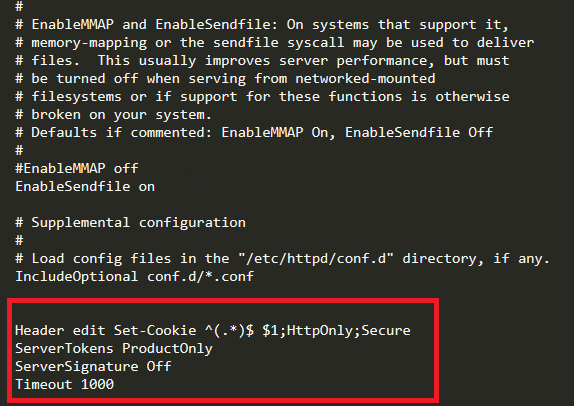 #
# EnableMMAP and EnableSendfile: On systems that support it,
# memory-mapping or the sendfile syscall may be used to deliver
# files.  This usually improves server performance, but must
# be turned off when serving from networked-mounted
# filesystems or if support for these functions is otherwise
# broken on your system.
# Defaults if commented: EnableMMAP On, EnableSendfile Off
#
#EnableMMAP off
EnableSendfile on
# Supplemental configuration
#
# Load config files in the "/etc/httpd/conf.d" directory, if any.
IncludeOptional conf.d/*.conf
Header edit Set-Cookie ^(.*)$ $1;HttpOnly;Secure
ServerTokens ProductOnly
ServerSignature Off
Timeout 1000